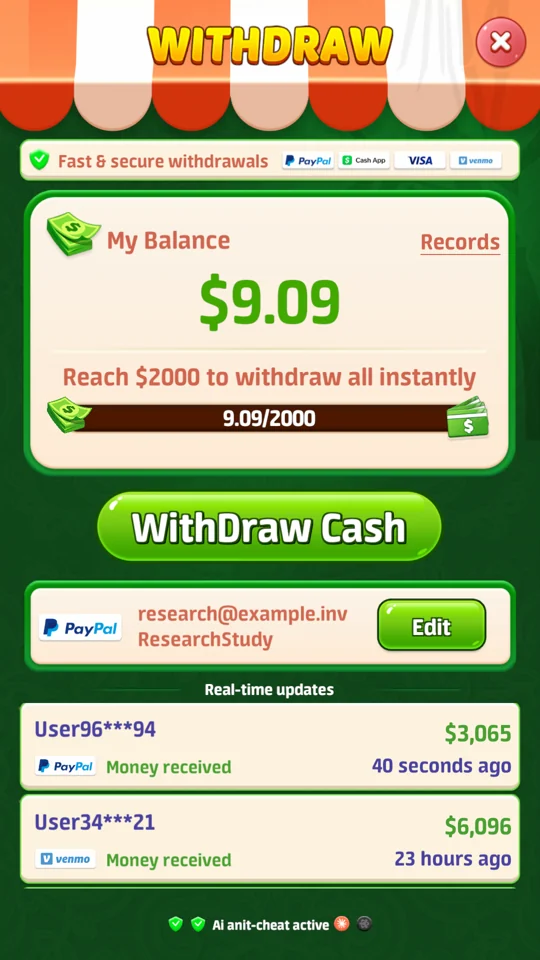 WITHDRAW
Fast & secure withdrawals PayPal Cash App VISA venmo
My Balance Records
$9.09
Reach $2000 to withdraw all instantly
9.09/2000
WithDraw Cash
PayPal research@example.inv Edit
ResearchStudy
Real-time updates
User96***94 $3,065
PayPal Money received 40 seconds ago
User34***21 $6,096
venmo Money received 23 hours ago
Ai anit-cheat active